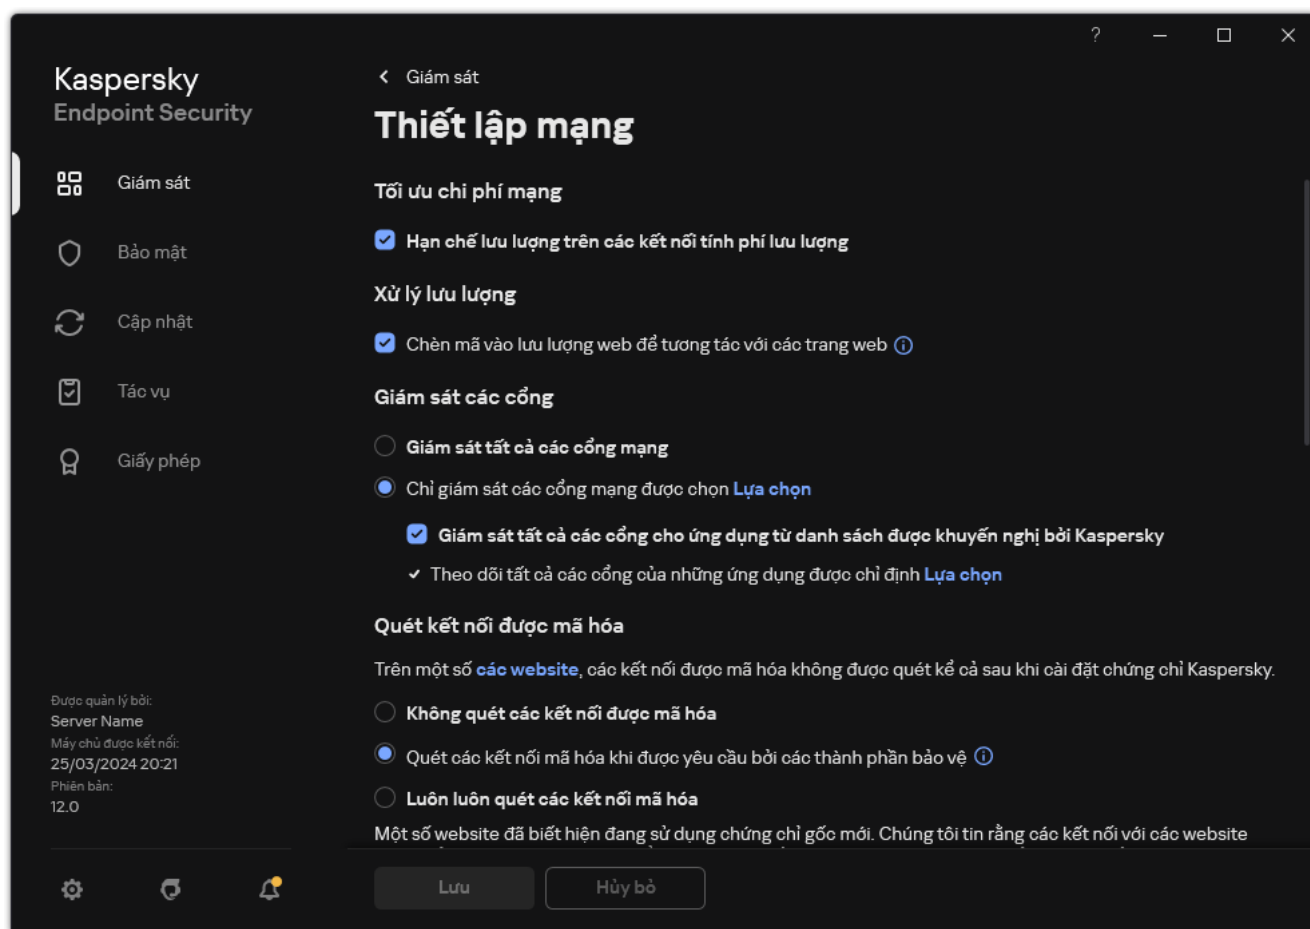 ?
Kaspersky
Endpoint Security
Giám sát
Bảo mật
Cập nhật
Tác vụ
Giấy phép
Được quản lý bởi:
Server Name
Máy chủ được kết nối:
25/03/2024 20:21
Phiên bản:
12.0
Giám sát
Thiết lập mạng
Tối ưu chi phí mạng
Hạn chế lưu lượng trên các kết nối tính phí lưu lượng
Xử lý lưu lượng
Chèn mã vào lưu lượng web để tương tác với các trang web
Giám sát các cổng
Giám sát tất cả các cổng mạng
Chỉ giám sát các cổng mạng được chọn Lựa chọn
Giám sát tất cả các cổng cho ứng dụng từ danh sách được khuyến nghị bởi Kaspersky
Theo dõi tất cả các cổng của những ứng dụng được chỉ định Lựa chọn
Quét kết nối được mã hóa
Trên một số các website, các kết nối được mã hóa không được quét kể cả sau khi cài đặt chứng chỉ Kaspersky.
Không quét các kết nối được mã hóa
Quét các kết nối mã hóa khi được yêu cầu bởi các thành phần bảo vệ
Luôn luôn quét các kết nối mã hóa
Một số website đã biết hiện đang sử dụng chứng chỉ gốc mới. Chúng tôi tin rằng các kết nối với các website
Lưu
Hủy bỏ